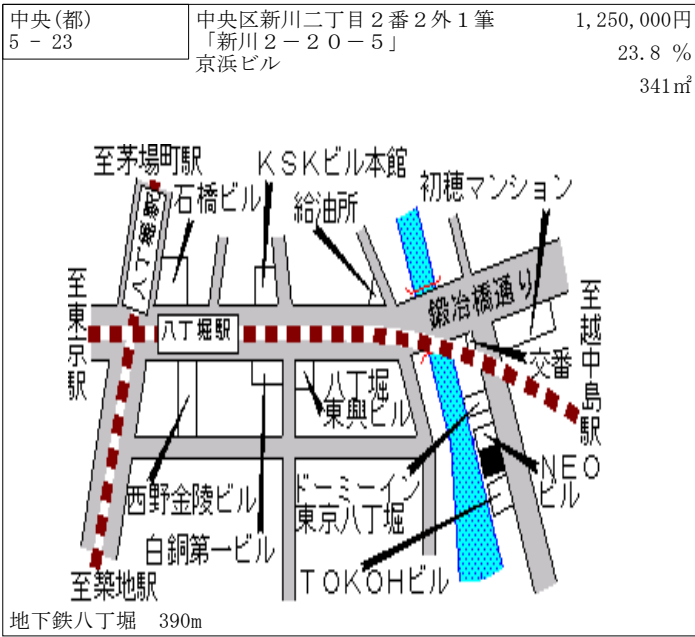 中央(都)
5 - 23
中央区新川二丁目２番２外１筆
「新川２－２０－５」
京浜ビル
1,250,000円
23.8 %
341㎡
至茅場町駅
ＫＳＫビル本館
石橋ビル
給油所
初穂マンション
八丁堀駅
鍛冶橋通り
至東京駅
八丁堀駅
至越中島駅
交番
八丁堀
東興ビル
西野金陵ビル
ドーミーイン
東京八丁堀
ＮＥＯ
ビル
白銅第一ビル
至築地駅
ＴＯＫＯＨビル
地下鉄八丁堀　390m